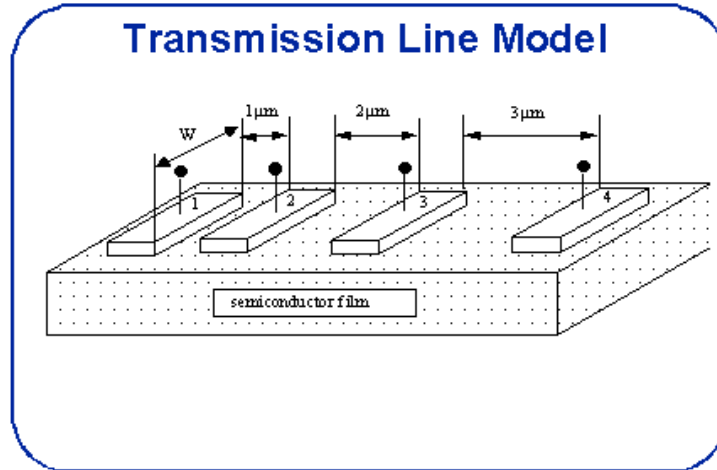 Transmission Line Model
1μm
2μm
3μm
W
1
2
3
4
semiconductor film